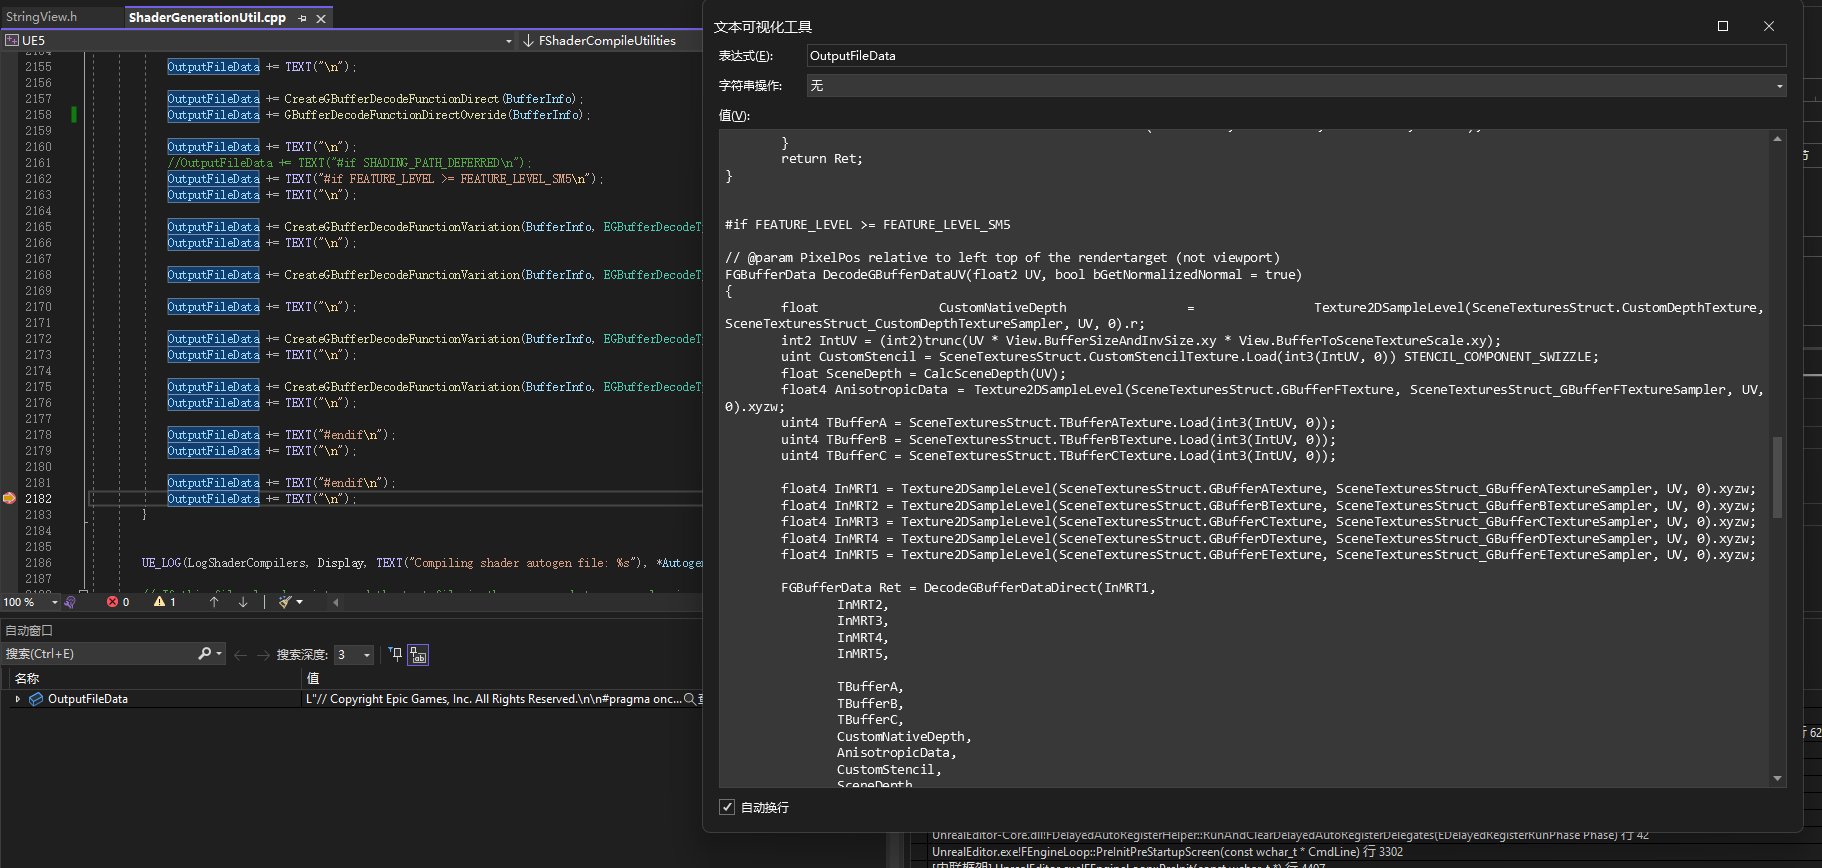 StringView.h
ShaderGenerationUtil.cpp
UE5
FShaderCompileUtilities
2155 OutputFileData += TEXT("\n");
2156
2157 OutputFileData += CreateGBufferDecodeFunctionDirect(BufferInfo);
2158 OutputFileData += GBufferDecodeFunctionDirectOveride(BufferInfo);
2159
2160 OutputFileData += TEXT("\n");
2161 //OutputFileData += TEXT("#if SHADING_PATH_DEFERRED\n");
2162 OutputFileData += TEXT("#if FEATURE_LEVEL >= FEATURE_LEVEL_SM5\n");
2163 OutputFileData += TEXT("\n");
2164
2165 OutputFileData += CreateGBufferDecodeFunctionVariation(BufferInfo, EGBufferDecodeT
2166 OutputFileData += TEXT("\n");
2167
2168 OutputFileData += CreateGBufferDecodeFunctionVariation(BufferInfo, EGBufferDecodeT
2169
2170 OutputFileData += TEXT("\n");
2171
2172 OutputFileData += CreateGBufferDecodeFunctionVariation(BufferInfo, EGBufferDecodeT
2173 OutputFileData += TEXT("\n");
2174
2175 OutputFileData += CreateGBufferDecodeFunctionVariation(BufferInfo, EGBufferDecodeT
2176 OutputFileData += TEXT("\n");
2177
2178 OutputFileData += TEXT("#endif\n");
2179 OutputFileData += TEXT("\n");
2180
2181 OutputFileData += TEXT("#endif\n");
2182 OutputFileData += TEXT("\n");
2183 }
2184
2185
2186 UE_LOG(LogShaderCompilers, Display, TEXT("Compiling shader autogen file: %s"), *Autoge
2187
100 % 0 1
自动窗口
搜索(Ctrl+E) 搜索深度: 3
名称 值
OutputFileData L"// Copyright Epic Games, Inc. All Rights Reserved.\n\n#pragma onc...
文本可视化工具
表达式(E): OutputFileData
字符串操作: 无
值(V):
}
return Ret;
}
#if FEATURE_LEVEL >= FEATURE_LEVEL_SM5
// @param PixelPos relative to left top of the rendertarget (not viewport)
FGBufferData DecodeGBufferDataUV(float2 UV, bool bGetNormalizedNormal = true)
{
float CustomNativeDepth = Texture2DSampleLevel(SceneTexturesStruct.CustomDepthTexture,
SceneTexturesStruct_CustomDepthTextureSampler, UV, 0).r;
int2 IntUV = (int2)trunc(UV * View.BufferSizeAndInvSize.xy * View.BufferToSceneTextureScale.xy);
uint CustomStencil = SceneTexturesStruct.CustomStencilTexture.Load(int3(IntUV, 0)) STENCIL_COMPONENT_SWIZZLE;
float SceneDepth = CalcSceneDepth(UV);
float4 AnisotropicData = Texture2DSampleLevel(SceneTexturesStruct.GBufferFTexture, SceneTexturesStruct_GBufferFTextureSampler, UV,
0).xyzw;
uint4 TBufferA = SceneTexturesStruct.TBufferATexture.Load(int3(IntUV, 0));
uint4 TBufferB = SceneTexturesStruct.TBufferBTexture.Load(int3(IntUV, 0));
uint4 TBufferC = SceneTexturesStruct.TBufferCTexture.Load(int3(IntUV, 0));
float4 InMRT1 = Texture2DSampleLevel(SceneTexturesStruct.GBufferATexture, SceneTexturesStruct_GBufferATextureSampler, UV, 0).xyzw;
float4 InMRT2 = Texture2DSampleLevel(SceneTexturesStruct.GBufferBTexture, SceneTexturesStruct_GBufferBTextureSampler, UV, 0).xyzw;
float4 InMRT3 = Texture2DSampleLevel(SceneTexturesStruct.GBufferCTexture, SceneTexturesStruct_GBufferCTextureSampler, UV, 0).xyzw;
float4 InMRT4 = Texture2DSampleLevel(SceneTexturesStruct.GBufferDTexture, SceneTexturesStruct_GBufferDTextureSampler, UV, 0).xyzw;
float4 InMRT5 = Texture2DSampleLevel(SceneTexturesStruct.GBufferETexture, SceneTexturesStruct_GBufferETextureSampler, UV, 0).xyzw;
FGBufferData Ret = DecodeGBufferDataDirect(InMRT1,
InMRT2,
InMRT3,
InMRT4,
InMRT5,
TBufferA,
TBufferB,
TBufferC,
CustomNativeDepth,
AnisotropicData,
CustomStencil,
SceneDepth
自动换行
行 62
UnrealEditor-Core.dll!FDelayedAutoRegisterHelper::RunAndClearDelayedAutoRegisterDelegates(EDelayedRegisterRunPhase Phase) 行 42
UnrealEditor.exe!FEngineLoop::PreInitPreStartupScreen(const wchar_t * CmdLine) 行 3302